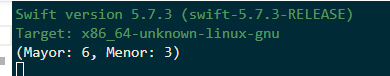 Swift version 5.7.3 (swift-5.7.3-RELEASE)
Target: x86_64-unknown-linux-gnu
(Mayor: 6, Menor: 3)